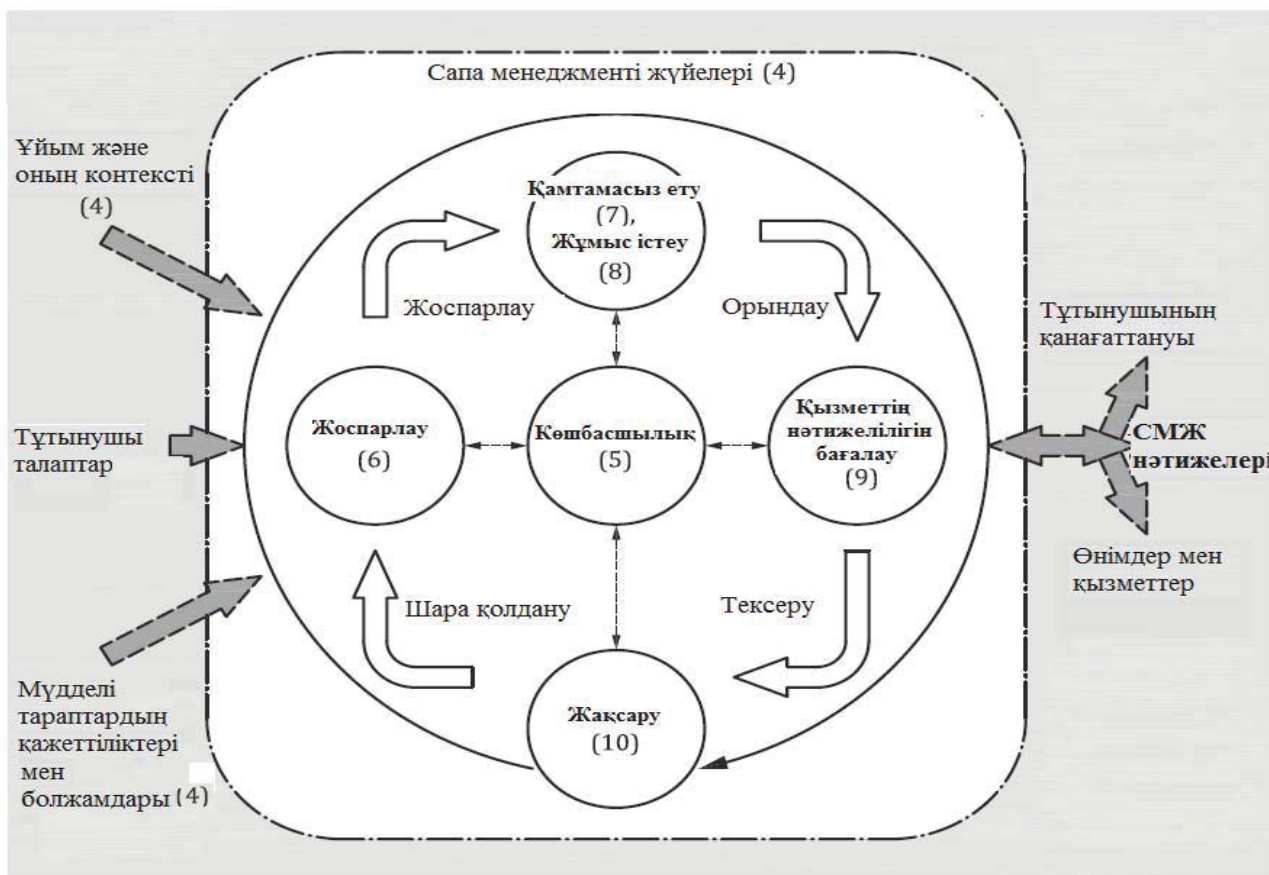 Сапа менеджменті жүйелері (4)
Ұйым және
оның контексті
(4)
Қамтамасыз ету
(7),
Жұмыс істеу
(8)
Жоспарлау
Орындау
Тұтынушының
қанағаттануы
Тұтынушы
талаптар
Жоспарлау
(6)
Көшбасшылық
(5)
Қызметтің
нәтижелілігін
бағалау
(9)
СМЖ
нәтижелері
Өнімдер мен
қызметтер
Шара қолдану
Тексеру
Мүдделі
тараптардың
қажеттіліктері
мен
болжамдары (4)
Жақсару
(10)